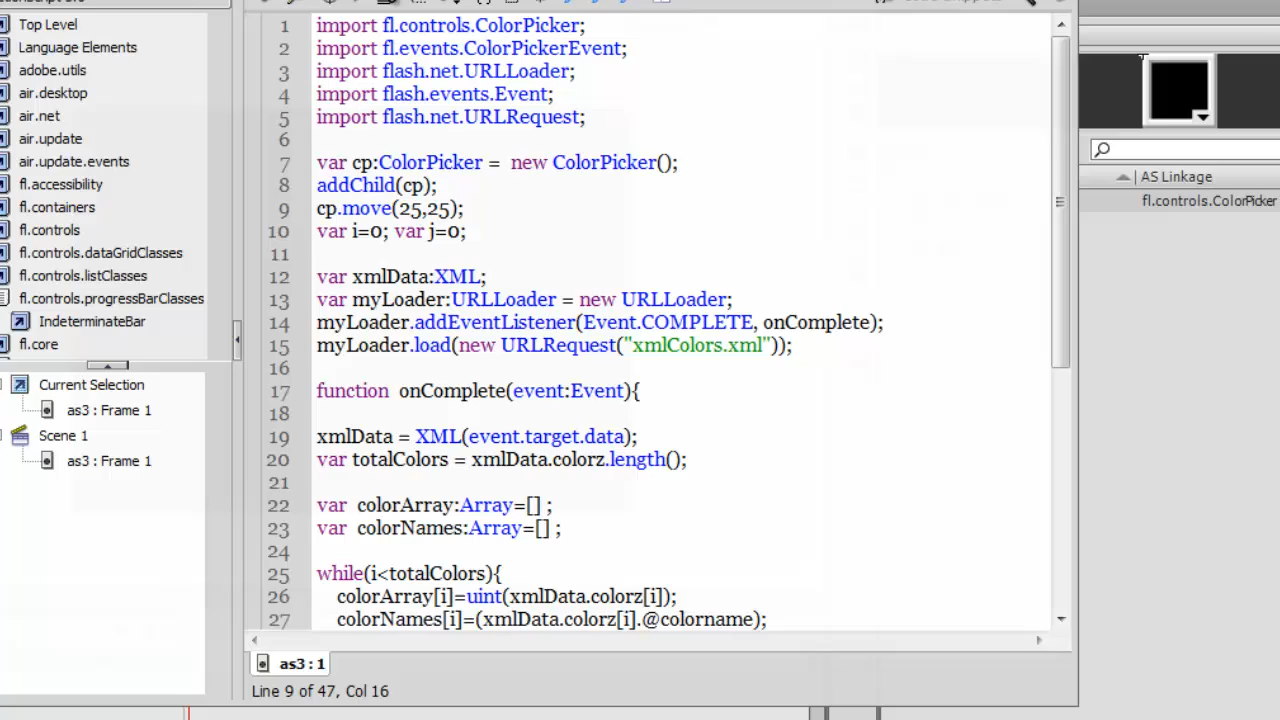 Top Level
Language Elements
adobe.utils
air.desktop
air.net
air.update
air.update.events
fl.accessibility
fl.containers
fl.controls
fl.controls.dataGridClasses
fl.controls.listClasses
fl.controls.progressBarClasses
IndeterminateBar
fl.core
Current Selection
as3 : Frame 1
Scene 1
as3 : Frame 1
1 import fl.controls.ColorPicker;
2 import fl.events.ColorPickerEvent;
3 import flash.net.URLLoader;
4 import flash.events.Event;
5 import flash.net.URLRequest;
6
7 var cp:ColorPicker = new ColorPicker();
8 addChild(cp);
9 cp.move(25,25);
10 var i=0; var j=0;
11
12 var xmlData:XML;
13 var myLoader:URLLoader = new URLLoader;
14 myLoader.addEventListener(Event.COMPLETE, onComplete);
15 myLoader.load(new URLRequest("xmlColors.xml"));
16
17 function onComplete(event:Event){
18
19 xmlData = XML(event.target.data);
20 var totalColors = xmlData.colorz.length();
21
22 var colorArray:Array=[] ;
23 var colorNames:Array=[] ;
24
25 while(i<totalColors){
26 colorArray[i]=uint(xmlData.colorz[i]);
27 colorNames[i]=(xmlData.colorz[i].@colorname);
as3 : 1
Line 9 of 47, Col 16
AS Linkage
fl.controls.ColorPicker